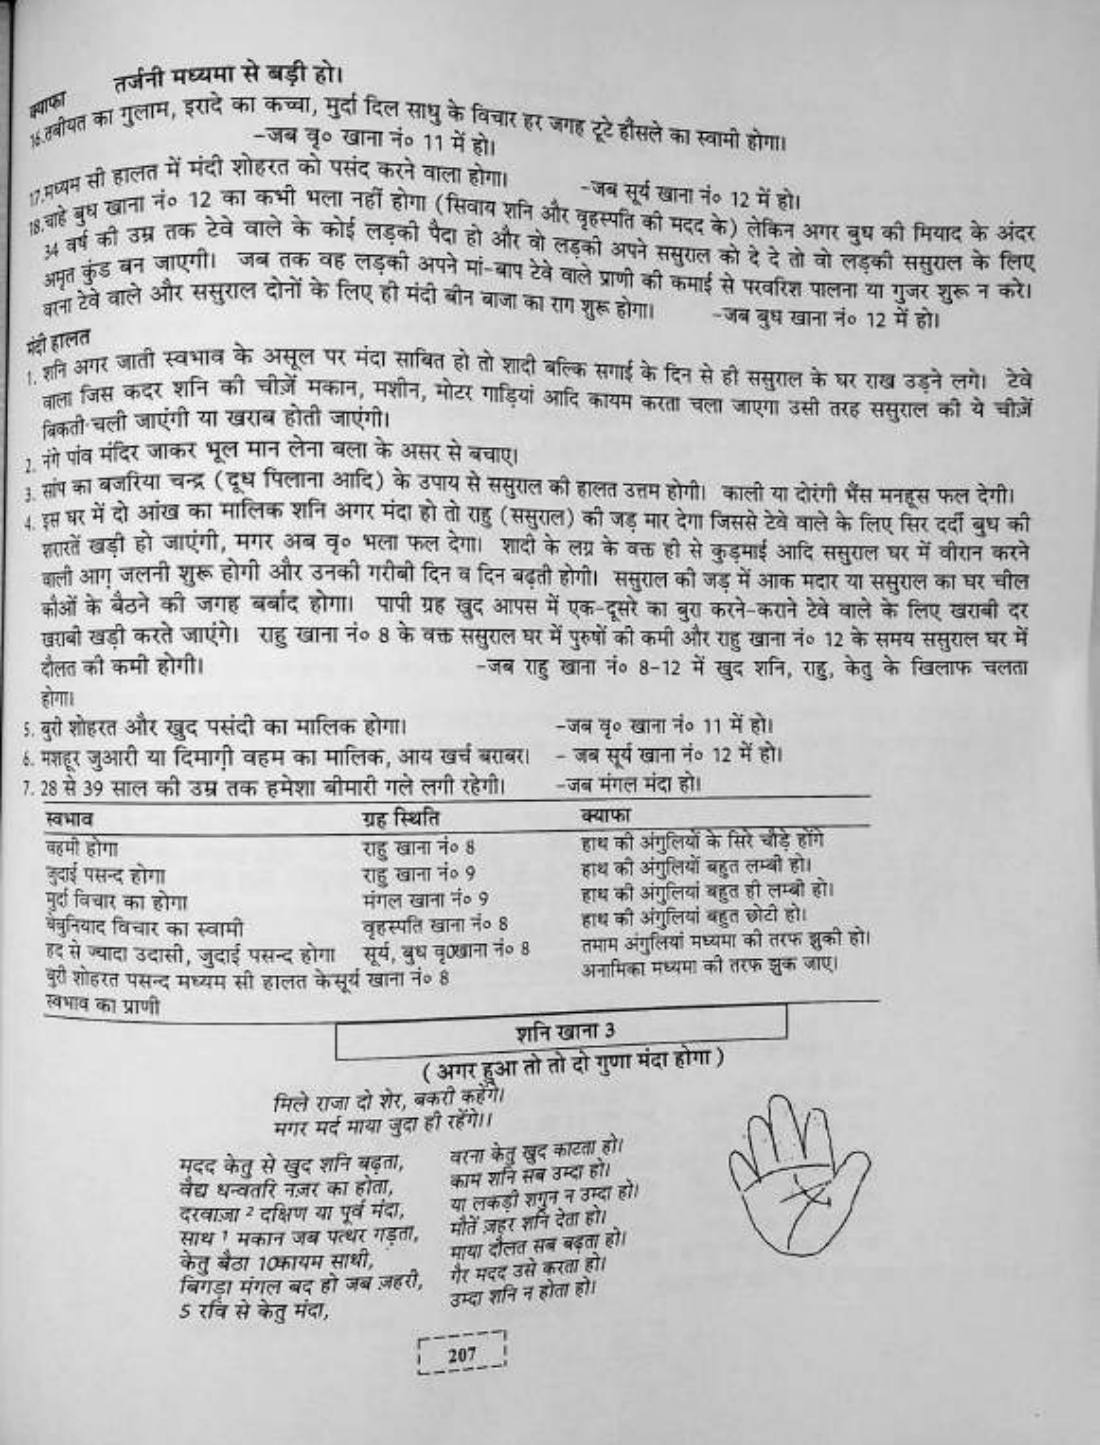 तर्जनी मध्यमा से बड़ी हो।
क्याफा
16.तबीयत का गुलाम, इरादे का कच्चा, मुर्दा दिल साधु के विचार हर जगह टूटे हौसले का स्वामी होगा।
-जब वृ० खाना नं० 11 में हो।
17.मध्यम सी हालत में मंदी शोहरत को पसंद करने वाला होगा। -जब सूर्य खाना नं० 12 में हो।
18.चाहे बुध खाना नं० 12 का कभी भला नहीं होगा (सिवाय शनि और वृहस्पति की मदद के) लेकिन अगर बुध की मियाद के अंदर
34 वर्ष की उम्र तक टेवे वाले के कोई लड़की पैदा हो और वो लड़की अपने ससुराल को दे दे तो वो लड़की ससुराल के लिए
अमृत कुंड बन जाएगी। जब तक वह लड़की अपने मां-बाप टेवे वाले प्राणी की कमाई से परवरिश पालना या गुजर शुरू न करे।
वरना टेवे वाले और ससुराल दोनों के लिए ही मंदी बीन बाजा का राग शुरू होगा। -जब बुध खाना नं० 12 में हो।
मंदी हालत
1. शनि अगर जाती स्वभाव के असूल पर मंदा साबित हो तो शादी बल्कि सगाई के दिन से ही ससुराल के घर राख उड़ने लगे। टेवे
वाला जिस कदर शनि की चीज़ें मकान, मशीन, मोटर गाड़ियां आदि कायम करता चला जाएगा उसी तरह ससुराल की ये चीज़ें
बिकती चली जाएंगी या खराब होती जाएंगी।
2. नंगे पांव मंदिर जाकर भूल मान लेना बला के असर से बचाए।
3. सांप का बजरिया चन्द्र (दूध पिलाना आदि) के उपाय से ससुराल की हालत उत्तम होगी। काली या दोरंगी भैंस मनहूस फल देगी।
4. इस घर में दो आंख का मालिक शनि अगर मंदा हो तो राहु (ससुराल) की जड़ मार देगा जिससे टेवे वाले के लिए सिर दर्दी बुध की
शरारतें खड़ी हो जाएंगी, मगर अब वृ० भला फल देगा। शादी के लग्न के वक्त ही से कुड़माई आदि ससुराल घर में वीरान करने
वाली आग़ जलनी शुरू होगी और उनकी गरीबी दिन व दिन बढ़ती होगी। ससुराल की जड़ में आक मदार या ससुराल का घर चील
कौओं के बैठने की जगह बर्बाद होगा। पापी ग्रह खुद आपस में एक-दूसरे का बुरा करने-कराने टेवे वाले के लिए खराबी दर
खराबी खड़ी करते जाएंगे। राहु खाना नं० 8 के वक्त ससुराल घर में पुरुषों की कमी और राहु खाना नं० 12 के समय ससुराल घर में
दौलत की कमी होगी। -जब राहु खाना नं० 8-12 में खुद शनि, राहु, केतु के खिलाफ चलता
होगा।
5. बुरी शोहरत और खुद पसंदी का मालिक होगा। -जब वृ० खाना नं० 11 में हो।
6. मशहूर जुआरी या दिमाग़ी वहम का मालिक, आय खर्च बराबर। - जब सूर्य खाना नं० 12 में हो।
7. 28 से 39 साल की उम्र तक हमेशा बीमारी गले लगी रहेगी। -जब मंगल मंदा हो।
स्वभाव ग्रह स्थिति क्याफा
वहमी होगा राहु खाना नं० 8 हाथ की अंगुलियों के सिरे चौड़े होंगे
जुदाई पसन्द होगा राहु खाना नं० 9 हाथ की अंगुलियों बहुत लम्बी हो।
मुर्दा विचार का होगा मंगल खाना नं० 9 हाथ की अंगुलियां बहुत ही लम्बी हो।
बेबुनियाद विचार का स्वामी वृहस्पति खाना नं० 8 हाथ की अंगुलियां बहुत छोटी हो।
हद से ज्यादा उदासी, जुदाई पसन्द होगा सूर्य, बुध वृ०खाना नं० 8 तमाम अंगुलियां मध्यमा की तरफ झुकी हो।
बुरी शोहरत पसन्द मध्यम सी हालत के सूर्य खाना नं० 8 अनामिका मध्यमा की तरफ झुक जाए।
स्वभाव का प्राणी
शनि खाना 3
( अगर हुआ तो तो दो गुणा मंदा होगा )
मिले राजा दो शेर, बकरी कहेंगे।
मगर मर्द माया जुदा ही रहेंगे।।
मदद केतु से खुद शनि बढ़ता, वरना केतु खुद काटता हो।
वैद्य धन्वतरि नज़र का होता, काम शनि सब उम्दा हो।
दरवाज़ा ² दक्षिण या पूर्व मंदा, या लकड़ी शगुन न उम्दा हो।
साथ ¹ मकान जब पत्थर गड़ता, मौतें ज़हर शनि देता हो।
केतु बैठा 10कायम साथी, माया दौलत सब बढ़ता हो।
बिगड़ा मंगल बद हो जब ज़हरी, गैर मदद उसे करता हो।
5 रवि से केतु मंदा, उम्दा शनि न होता हो।
207